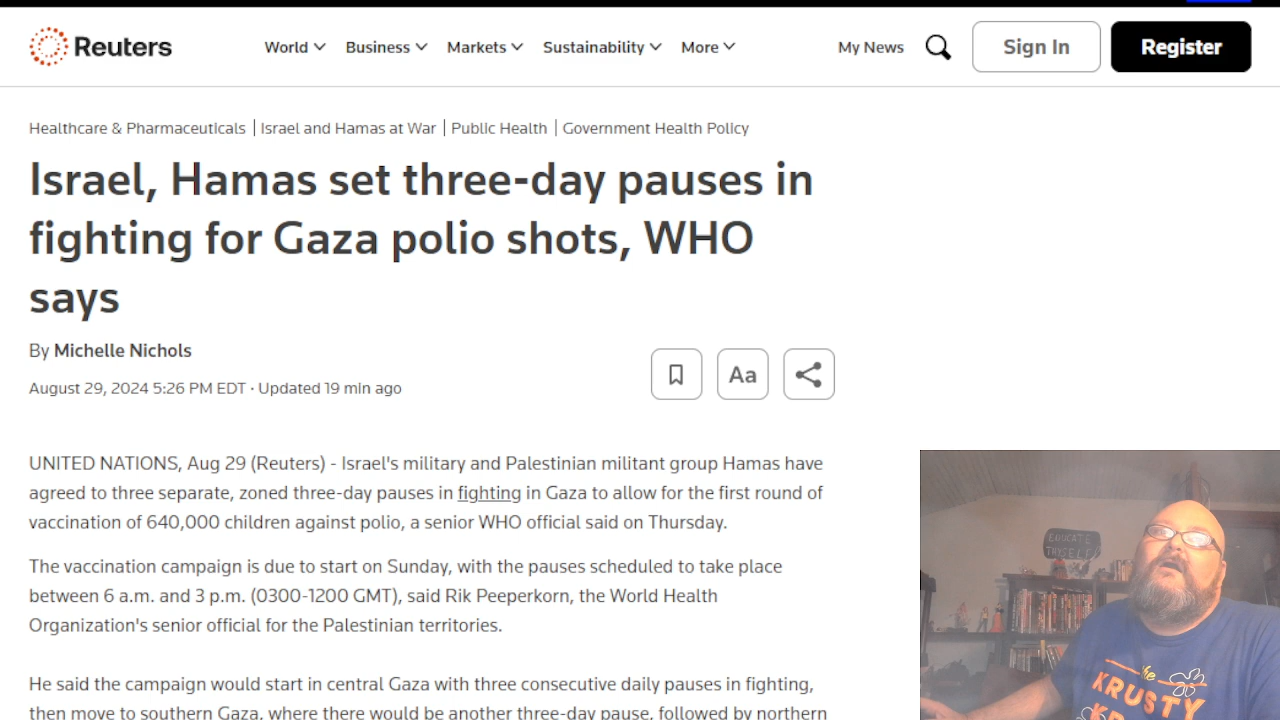 Reuters
World Business Markets Sustainability More My News Sign In Register
Healthcare & Pharmaceuticals | Israel and Hamas at War | Public Health | Government Health Policy
Israel, Hamas set three-day pauses in
fighting for Gaza polio shots, WHO
says
By Michelle Nichols
August 29, 2024 5:26 PM EDT · Updated 19 min ago
Aa
UNITED NATIONS, Aug 29 (Reuters) - Israel's military and Palestinian militant group Hamas have
agreed to three separate, zoned three-day pauses in fighting in Gaza to allow for the first round of
vaccination of 640,000 children against polio, a senior WHO official said on Thursday.
The vaccination campaign is due to start on Sunday, with the pauses scheduled to take place
between 6 a.m. and 3 p.m. (0300-1200 GMT), said Rik Peeperkorn, the World Health
Organization's senior official for the Palestinian territories.
He said the campaign would start in central Gaza with three consecutive daily pauses in fighting,
then move to southern Gaza, where there would be another three-day pause, followed by northern
EDUCATE
THYSELF
the
KRUSTY